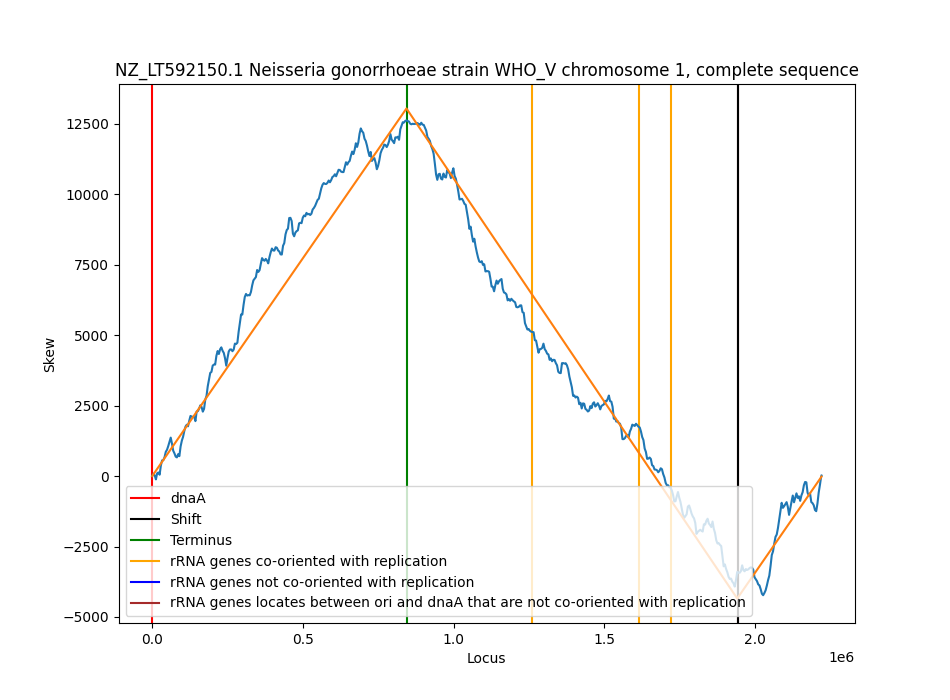 NZ_LT592150.1 Neisseria gonorrhoeae strain WHO_V chromosome 1, complete sequence
12500
10000
7500
5000
2500
0
−2500
−5000
Skew
dnaA
Shift
Terminus
rRNA genes co-oriented with replication
rRNA genes not co-oriented with replication
rRNA genes locates between ori and dnaA that are not co-oriented with replication
0.0 0.5 1.0 1.5 2.0
Locus
1e6